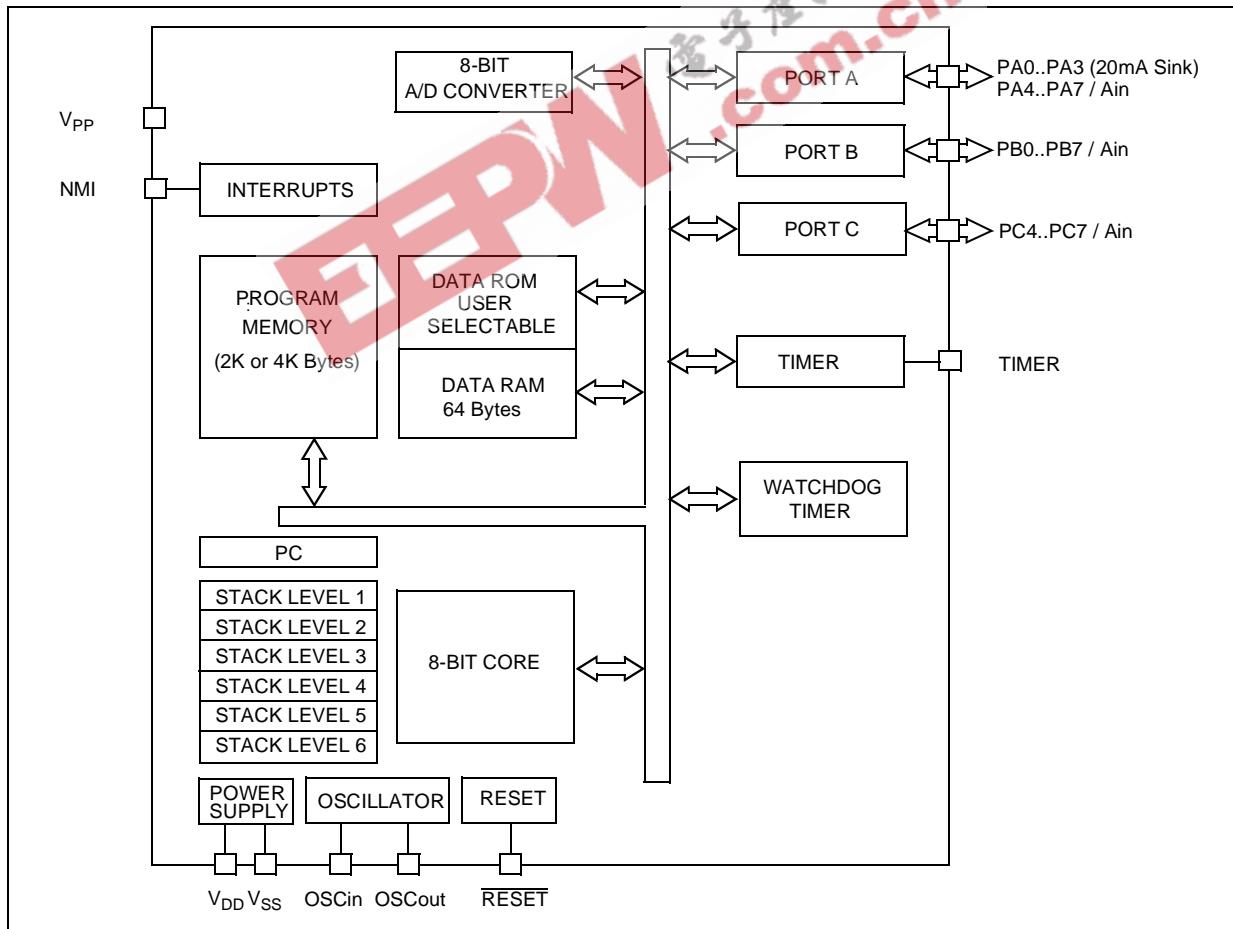 8-BIT
A/D CONVERTER
PORT A
PA0..PA3 (20mA Sink)
PA4..PA7 / Ain
VPP
PORT B
PB0..PB7 / Ain
NMI
INTERRUPTS
PORT C
PC4..PC7 / Ain
PROGRAM
MEMORY
(2K or 4K Bytes)
DATA ROM
USER
SELECTABLE
DATA RAM
64 Bytes
TIMER
TIMER
WATCHDOG
TIMER
PC
STACK LEVEL 1
STACK LEVEL 2
STACK LEVEL 3
STACK LEVEL 4
STACK LEVEL 5
STACK LEVEL 6
8-BIT CORE
POWER
SUPPLY
OSCILLATOR
RESET
VDD VSS OSCin OSCout RESET
EEPW
.com.cn
電子產